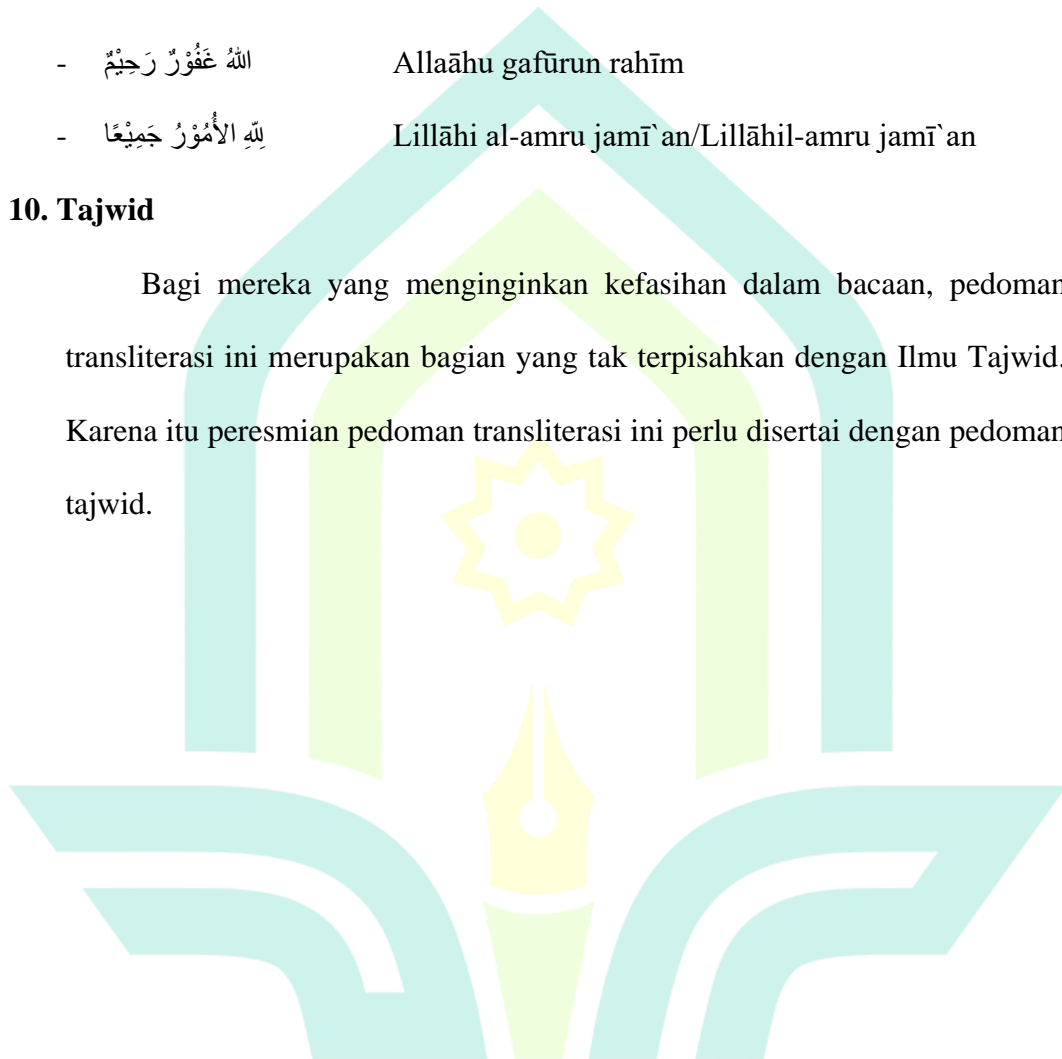 - اللهُ غَفُوْرٌ رَحِيْمٌ Allaāhu gafūrun rahīm
- لِلّهِ الأُمُوْرُ جَمِيْعًا Lillāhi al-amru jamī`an/Lillāhil-amru jamī`an
10. Tajwid
Bagi mereka yang menginginkan kefasihan dalam bacaan, pedoman
transliterasi ini merupakan bagian yang tak terpisahkan dengan Ilmu Tajwid.
Karena itu peresmian pedoman transliterasi ini perlu disertai dengan pedoman
tajwid.